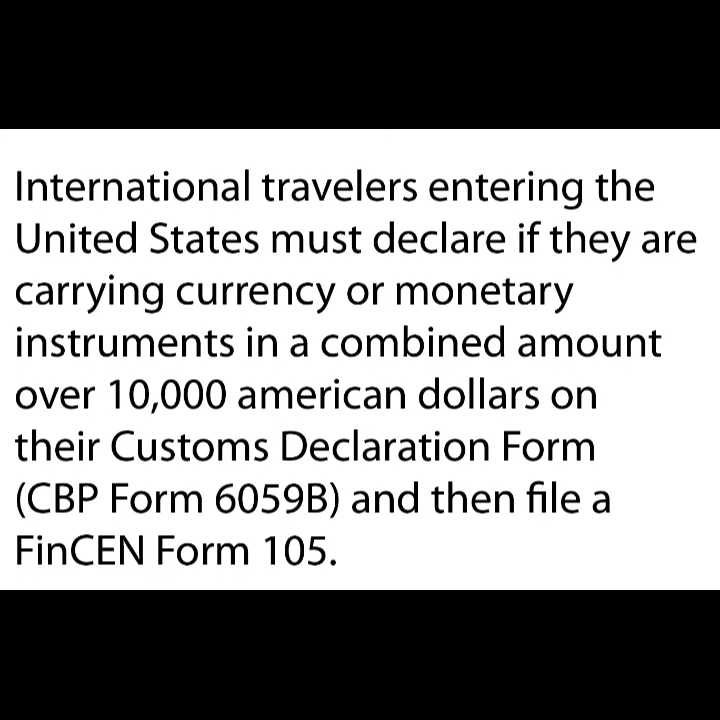 International travelers entering the
United States must declare if they are
carrying currency or monetary
instruments in a combined amount
over 10,000 american dollars on
their Customs Declaration Form
(CBP Form 6059B) and then file a
FinCEN Form 105.